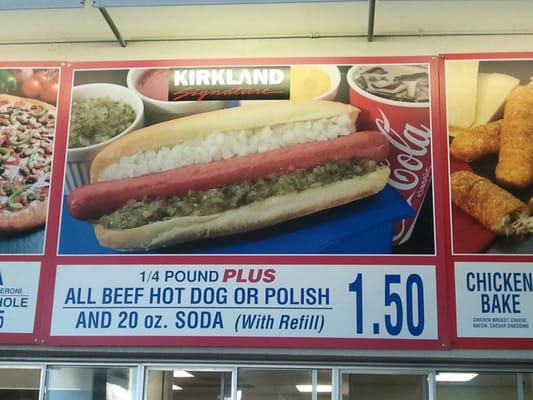 KIRKLAND
Signature
Coca-Cola
1/4 POUND PLUS
ALL BEEF HOT DOG OR POLISH
AND 20 oz. SODA (With Refill)
1.50
CHICKEN
BAKE
CHICKEN BREAST, CHEESE,
BACON, CAESAR DRESSING